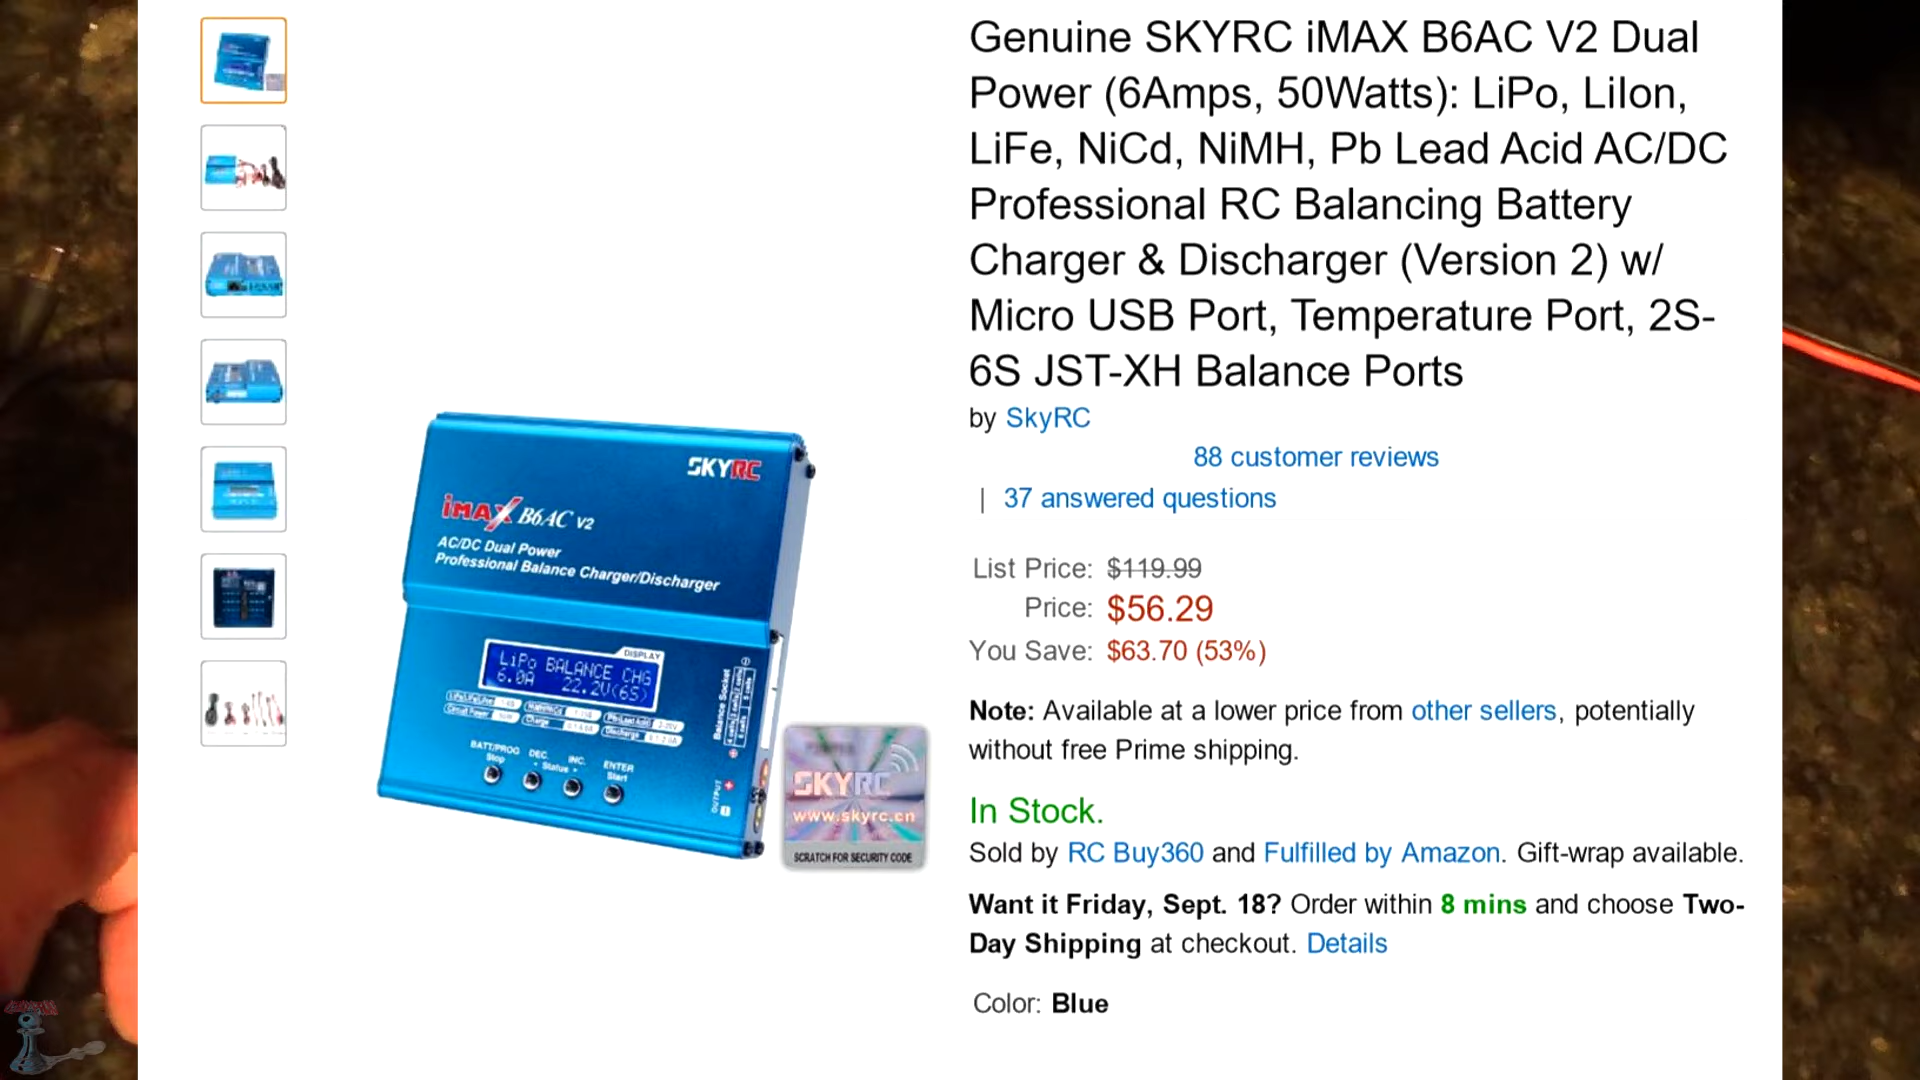 Genuine SKYRC iMAX B6AC V2 Dual
Power (6Amps, 50Watts): LiPo, LiIon,
LiFe, NiCd, NiMH, Pb Lead Acid AC/DC
Professional RC Balancing Battery
Charger & Discharger (Version 2) w/
Micro USB Port, Temperature Port, 2S-
6S JST-XH Balance Ports
by SkyRC
88 customer reviews
| 37 answered questions
List Price: $119.99
Price: $56.29
You Save: $63.70 (53%)
Note: Available at a lower price from other sellers, potentially
without free Prime shipping.
In Stock.
Sold by RC Buy360 and Fulfilled by Amazon. Gift-wrap available.
Want it Friday, Sept. 18? Order within 8 mins and choose Two-
Day Shipping at checkout. Details
Color: Blue
SKYRC
iMAX B6AC V2
AC/DC Dual Power
Professional Balance Charger/Discharger
DISPLAY
LiPo BALANCE CHG
6.0A 22.2V(6S)
Balance Socket
BATT/PROG
Stop
DEC.
Status
INC.
ENTER
Start
OUTPUT
SKYRC
www.skyrc.cn
SCRATCH FOR SECURITY CODE